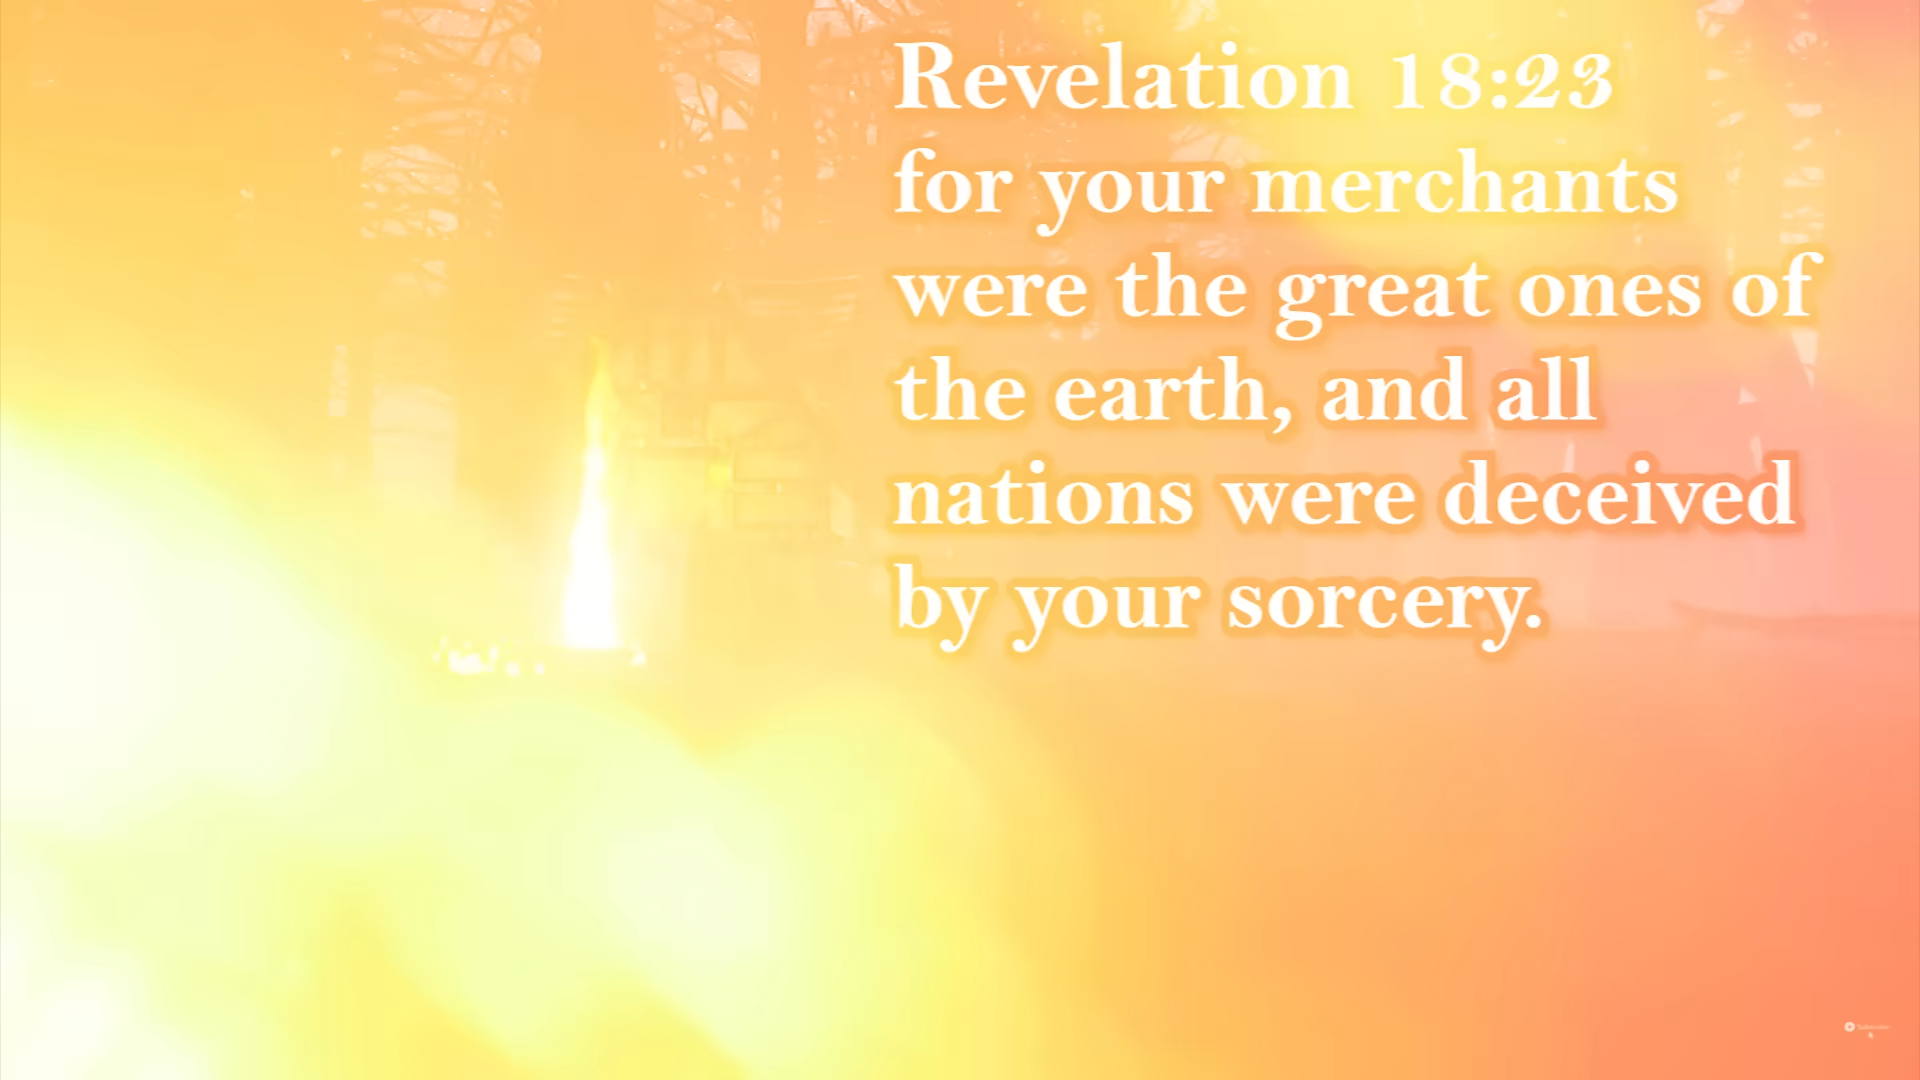 Revelation 18:23
for your merchants
were the great ones of
the earth, and all
nations were deceived
by your sorcery.